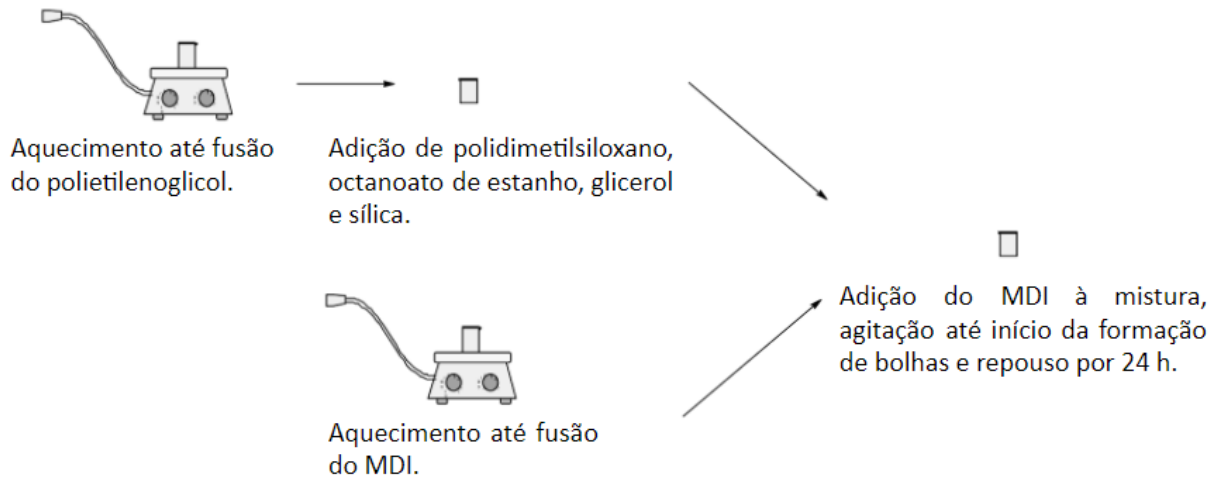 Aquecimento até fusão
do polietilenoglicol.
Adição de polidimetilsiloxano,
octanoato de estanho, glicerol
e sílica.
Aquecimento até fusão
do MDI.
Adição do MDI à mistura,
agitação até início da formação
de bolhas e repouso por 24 h.